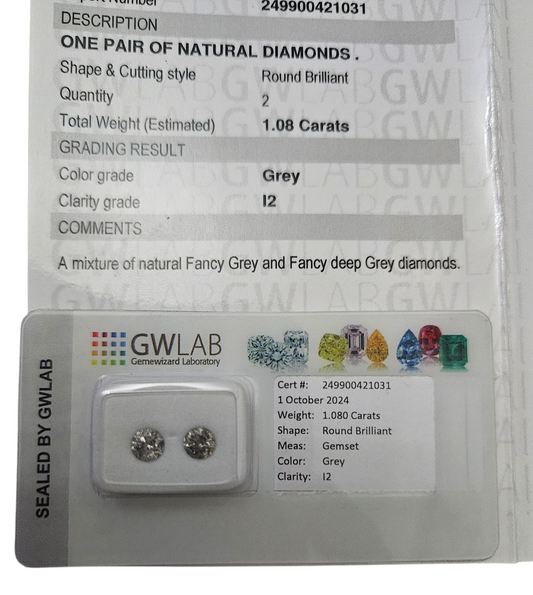 Number
249900421031
DESCRIPTION
ONE PAIR OF NATURAL DIAMONDS .
Shape & Cutting style Round Brilliant
Quantity 2
Total Weight (Estimated) 1.08 Carats
GRADING RESULT
Color grade Grey
Clarity grade I2
COMMENTS
A mixture of natural Fancy Grey and Fancy deep Grey diamonds.
SEALED BY GWLAB
GWLAB
Gemewizard Laboratory
Cert #: 249900421031
1 October 2024
Weight: 1.080 Carats
Shape: Round Brilliant
Meas: Gemset
Color: Grey
Clarity: I2